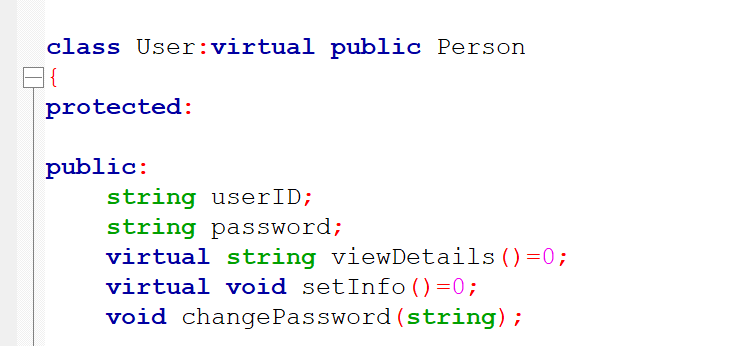 class User:virtual public Person
{
protected:
public:
string userID;
string password;
virtual string viewDetails()=0;
virtual void setInfo()=0;
void changePassword(string);